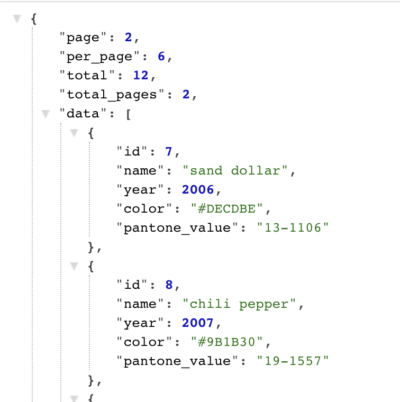 {
"page": 2,
"per_page": 6,
"total": 12,
"total_pages": 2,
"data": [
{
"id": 7,
"name": "sand dollar",
"year": 2006,
"color": "#DECDBE",
"pantone_value": "13-1106"
},
{
"id": 8,
"name": "chili pepper",
"year": 2007,
"color": "#9B1B30",
"pantone_value": "19-1557"
},
{